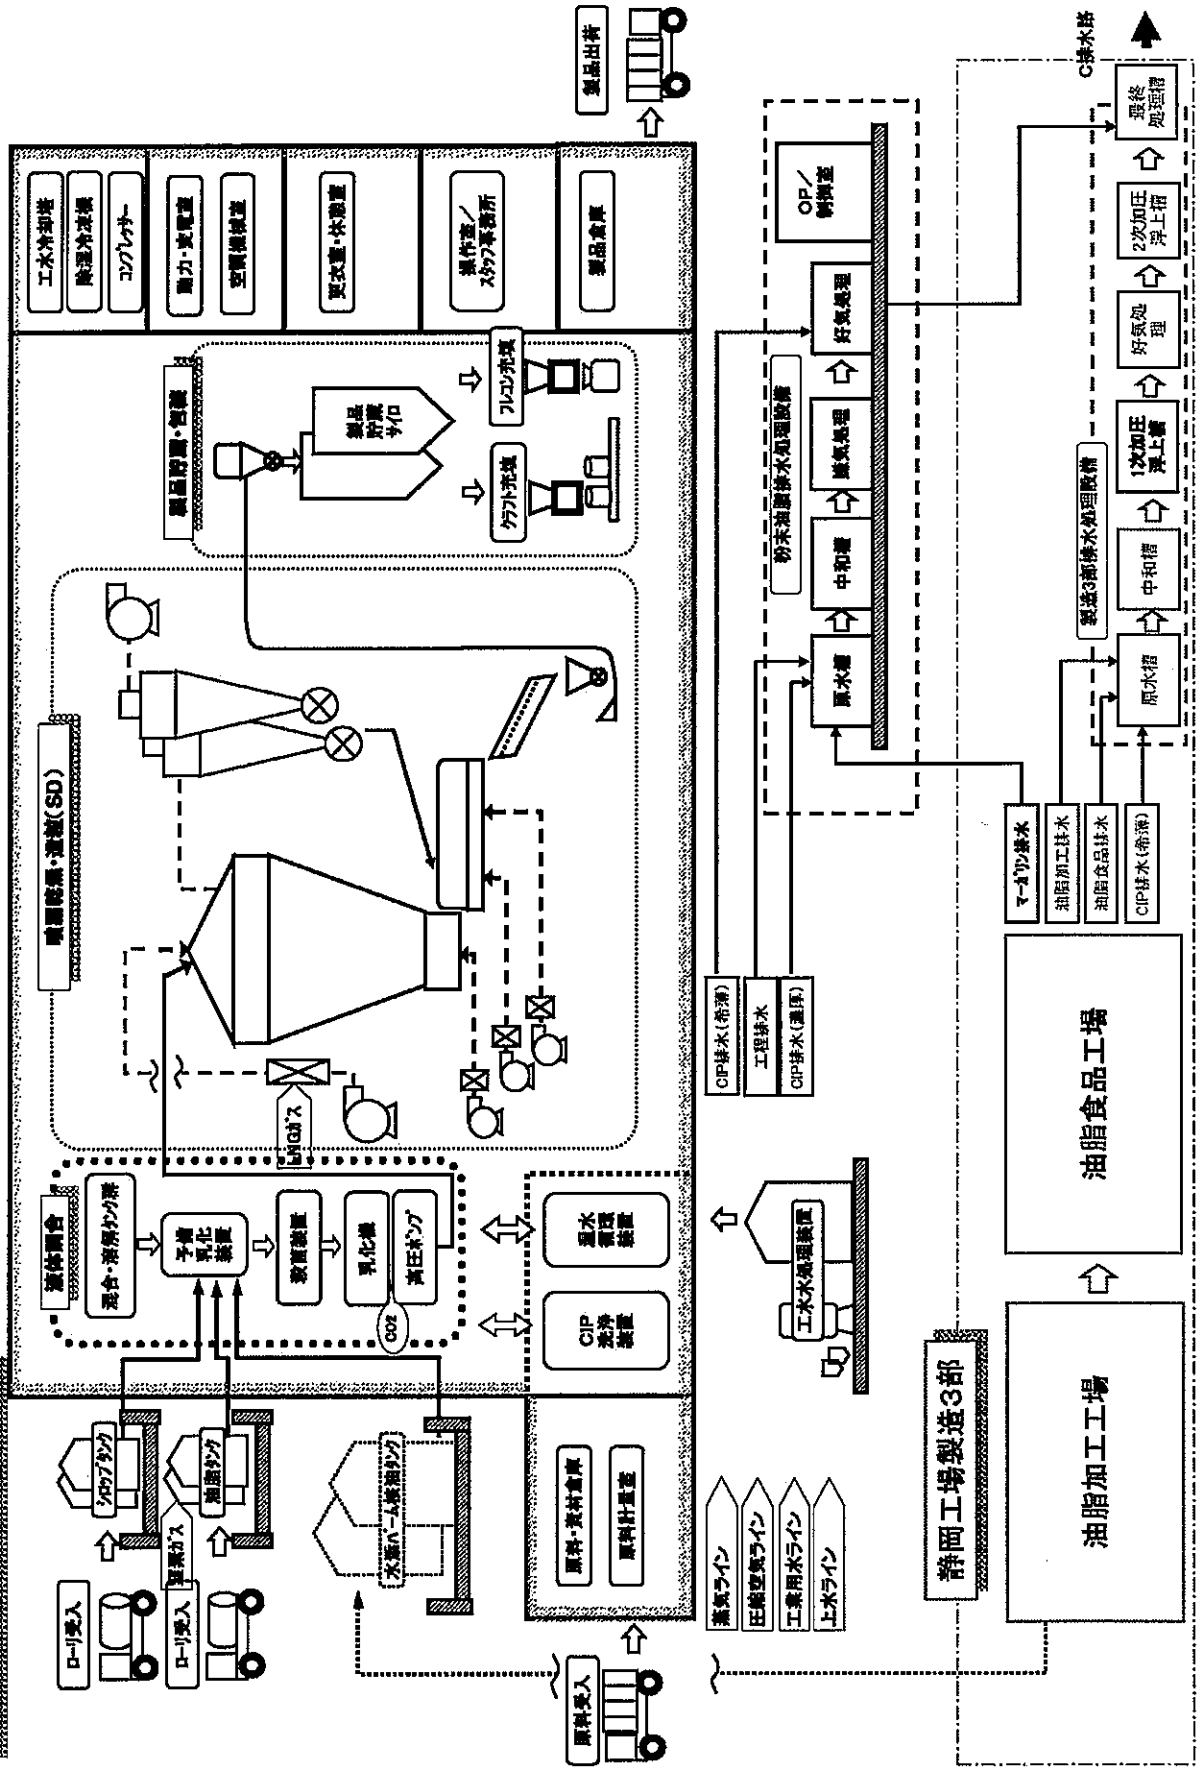 ローリ受入
ローリ受入
原料受入
シロップタンク
窒素ガス
油脂タンク
水添パーム核油タンク
原料・資材倉庫
原料計量室
液体調合
混合・溶解タンク群
予備
乳化
装置
殺菌装置
乳化機
高圧ポンプ
CO2
CIP
洗浄
装置
温水
循環
装置
噴霧乾燥・造粒(SD)
LNGガス
製品貯蔵・包装
製品
貯蔵
サイロ
クラフト充填
フレコン充填
工水冷却塔
除湿冷凍機
コンプレッサー
動力・変電室
空調機械室
更衣室・休憩室
操作室/
スタッフ事務所
製品倉庫
製品出荷
蒸気ライン
圧縮空気ライン
工業用水ライン
上水ライン
工水水処理装置
CIP排水(希薄)
工程排水
CIP排水(濃厚)
粉末油脂排水処理設備
原水槽
中和槽
嫌気処理
好気処理
OP/
制御室
静岡工場製造3部
油脂加工工場
油脂食品工場
マーガリン排水
油脂加工排水
油脂食品排水
CIP排水(希薄)
製造3部排水処理設備
原水槽
中和槽
1次加圧
浮上槽
好気処
理
2次加圧
浮上槽
最終
処理槽
C排水路